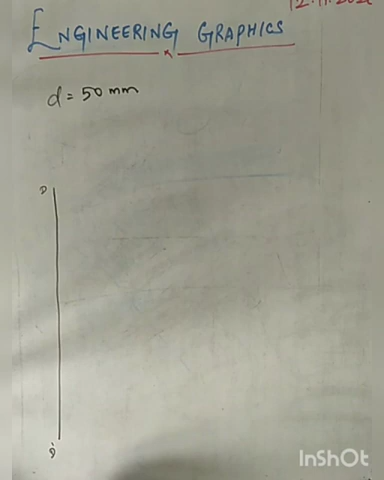 ENGINEERING GRAPHICS
d = 50 mm
D
D'
InShOt